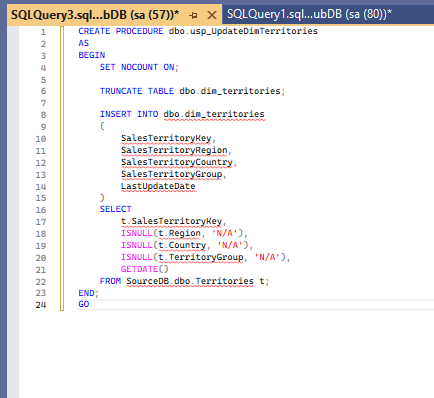 SQLQuery3.sql...bDB (sa (57))* SQLQuery1.sql...ubDB (sa (80))*
1 CREATE PROCEDURE dbo.usp_UpdateDimTerritories
2 AS
3 BEGIN
4 SET NOCOUNT ON;
5
6 TRUNCATE TABLE dbo.dim_territories;
7
8 INSERT INTO dbo.dim_territories
9 (
10 SalesTerritoryKey,
11 SalesTerritoryRegion,
12 SalesTerritoryCountry,
13 SalesTerritoryGroup,
14 LastUpdateDate
15 )
16 SELECT
17 t.SalesTerritoryKey,
18 ISNULL(t.Region, 'N/A'),
19 ISNULL(t.Country, 'N/A'),
20 ISNULL(t.TerritoryGroup, 'N/A'),
21 GETDATE()
22 FROM SourceDB.dbo.Territories t;
23 END;
24 GO